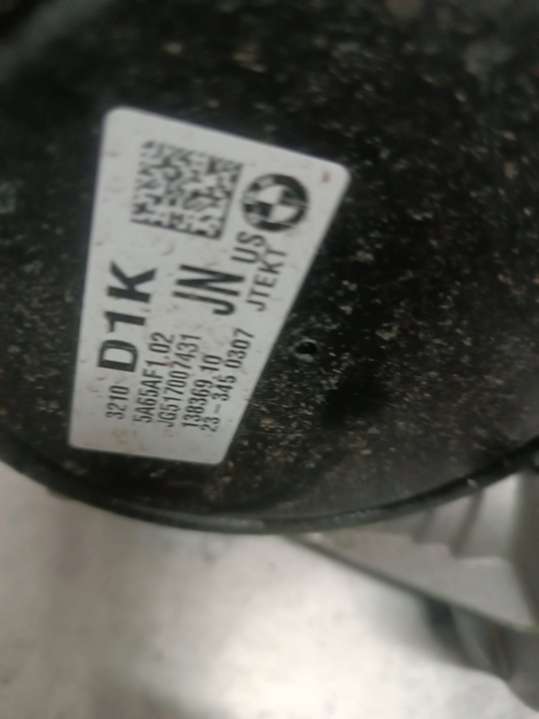 3210 D1K
5A65AF1.02
JG517007431
138369 10
23-345 0307
JN US
JTEKT